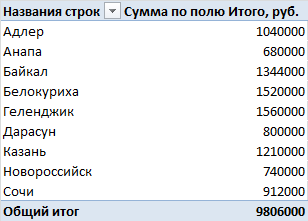 Названия строк Сумма по полю Итого, руб.
Адлер 1040000
Анапа 680000
Байкал 1344000
Белокуриха 1520000
Геленджик 1560000
Дарасун 800000
Казань 1210000
Новороссийск 740000
Сочи 912000
Общий итог 9806000